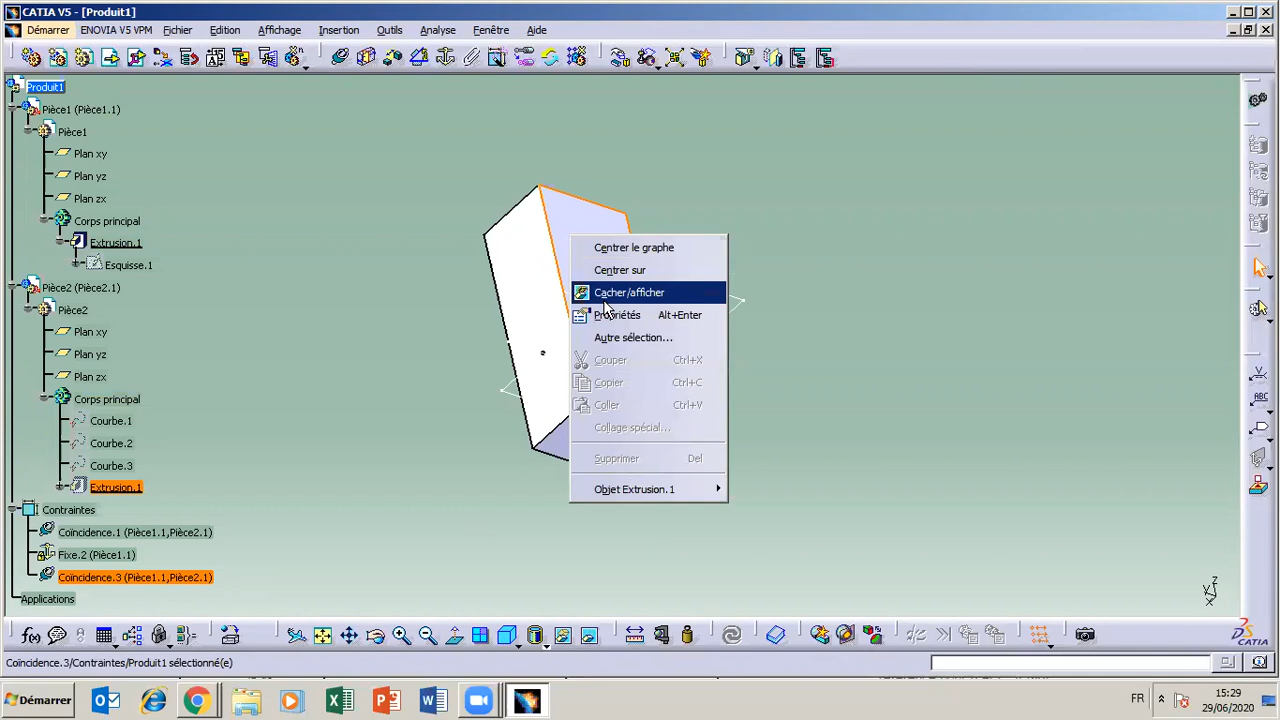 CATIA V5 - [Produit1]
Démarrer ENOVIA V5 VPM Fichier Edition Affichage Insertion Outils Analyse Fenêtre Aide
Produit1
Pièce1 (Pièce1.1)
Pièce1
Plan xy
Plan yz
Plan zx
Corps principal
Extrusion.1
Esquisse.1
Pièce2 (Pièce2.1)
Pièce2
Plan xy
Plan yz
Plan zx
Corps principal
Courbe.1
Courbe.2
Courbe.3
Extrusion.1
Contraintes
Coïncidence.1 (Pièce1.1,Pièce2.1)
Fixe.2 (Pièce1.1)
Coïncidence.3 (Pièce1.1,Pièce2.1)
Applications
Centrer le graphe
Centrer sur
Cacher/afficher
Propriétés Alt+Enter
Autre sélection...
Couper Ctrl+X
Copier Ctrl+C
Coller Ctrl+V
Collage spécial...
Supprimer Del
Objet Extrusion.1
ABC
z
y
x
f(x)
CATIA
Coïncidence.3/Contraintes/Produit1 sélectionné(e)
Démarrer
FR
15:29
29/06/2020